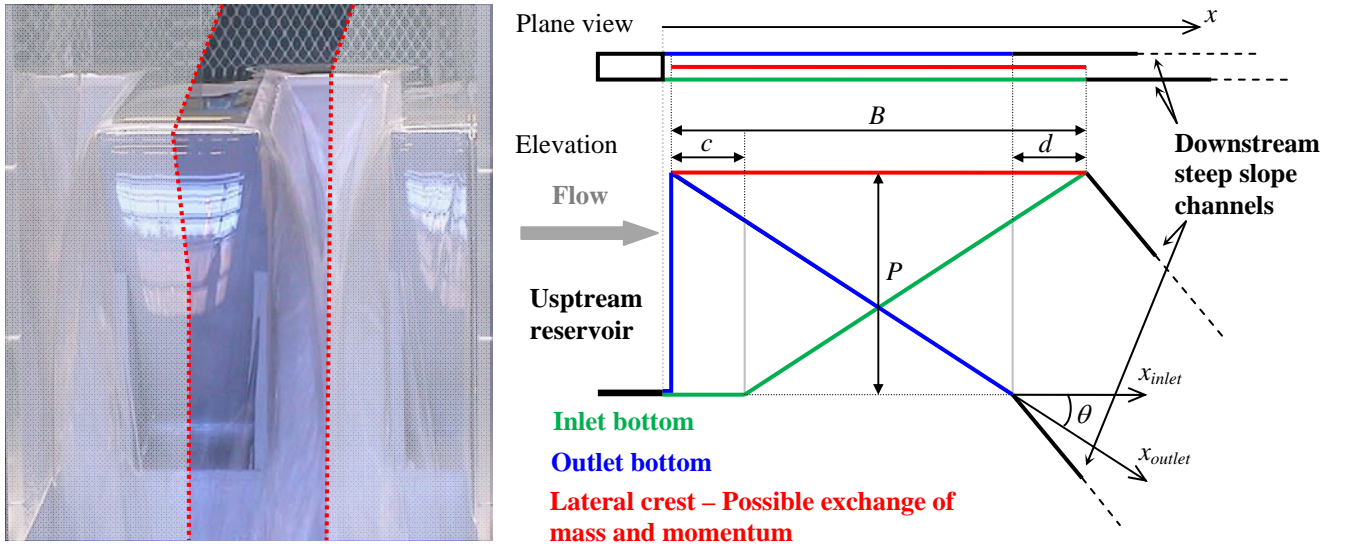 Plane view
x
B
Elevation
c
d
Downstream
steep slope
channels
Flow
P
Usptream
reservoir
x_inlet
θ
Inlet bottom
x_outlet
Outlet bottom
Lateral crest – Possible exchange of
mass and momentum